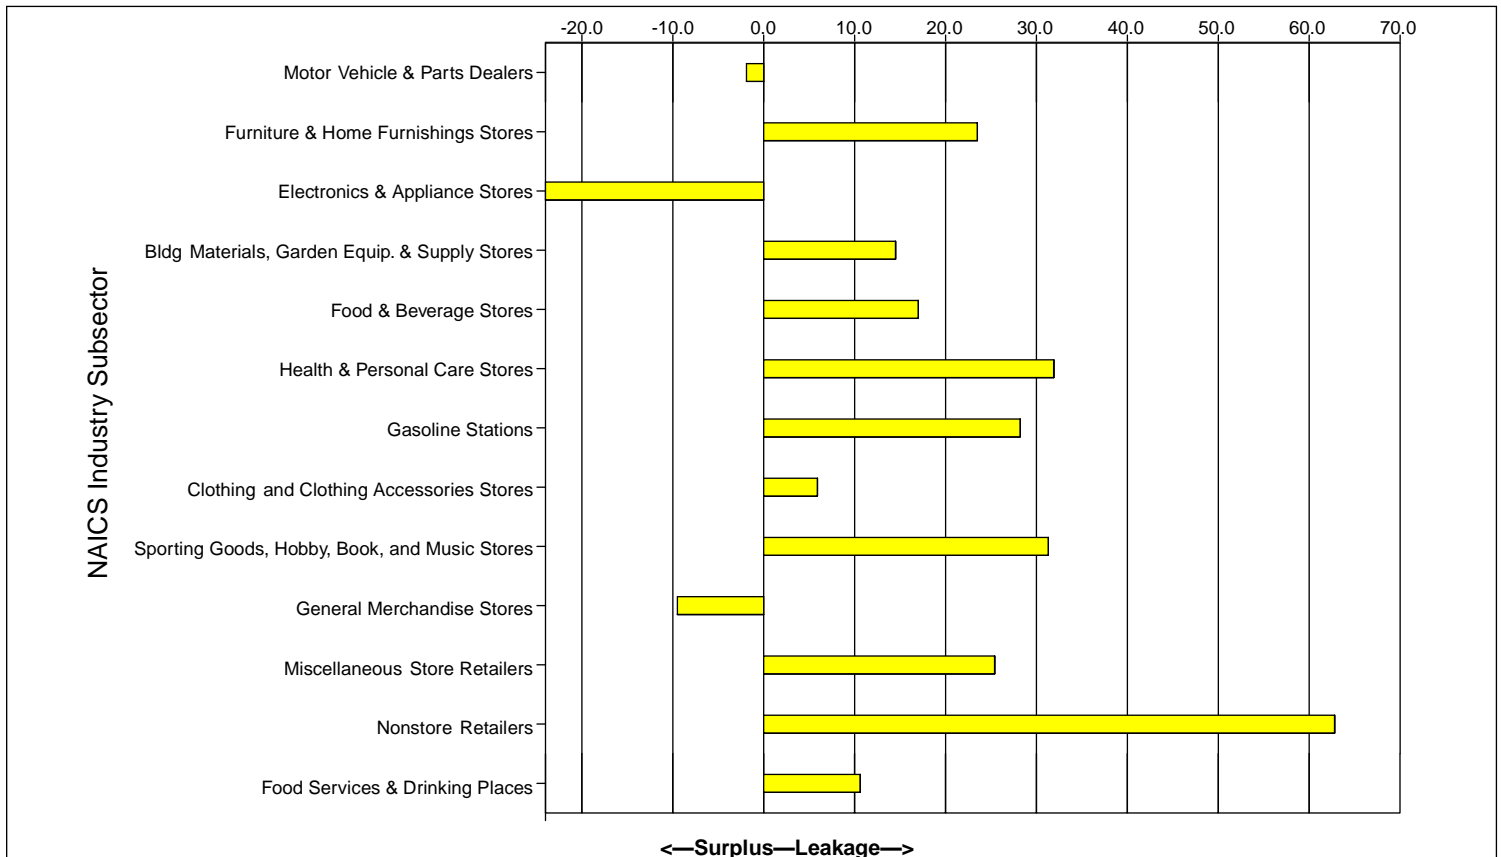 -20.0 -10.0 0.0 10.0 20.0 30.0 40.0 50.0 60.0 70.0
Motor Vehicle & Parts Dealers
Furniture & Home Furnishings Stores
Electronics & Appliance Stores
Bldg Materials, Garden Equip. & Supply Stores
Food & Beverage Stores
Health & Personal Care Stores
Gasoline Stations
Clothing and Clothing Accessories Stores
Sporting Goods, Hobby, Book, and Music Stores
General Merchandise Stores
Miscellaneous Store Retailers
Nonstore Retailers
Food Services & Drinking Places
NAICS Industry Subsector
<—Surplus—Leakage—>